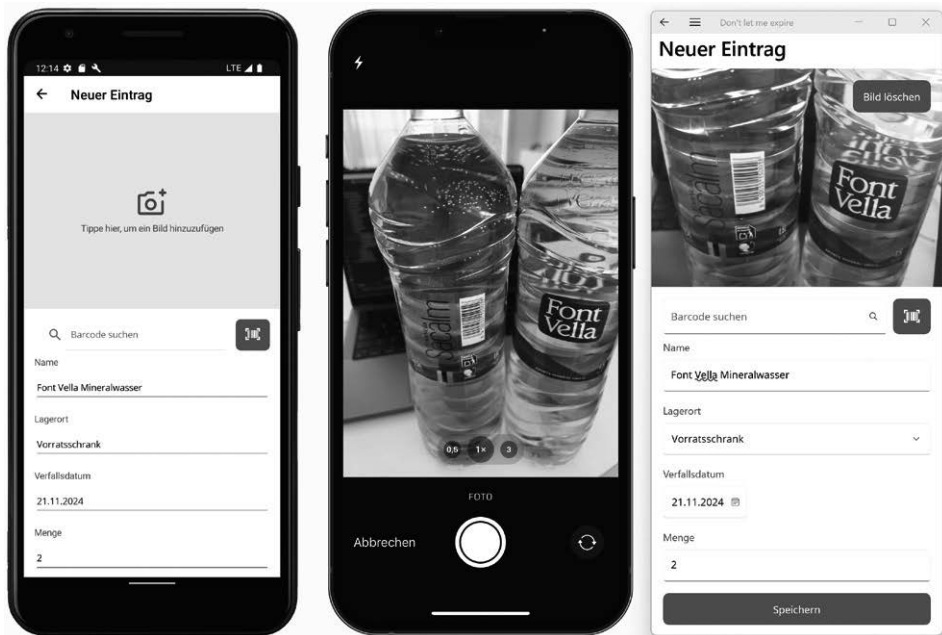 12:14
LTE
Neuer Eintrag
Tippe hier, um ein Bild hinzuzufügen
Barcode suchen
Name
Font Vella Mineralwasser
Lagerort
Vorratsschrank
Verfallsdatum
21.11.2024
Menge
2
Font
Vella
0,5 1× 3
FOTO
Abbrechen
Don't let me expire
Neuer Eintrag
Bild löschen
Font
Vella
Barcode suchen
Name
Font Vella Mineralwasser
Lagerort
Vorratsschrank
Verfallsdatum
21.11.2024
Menge
2
Speichern